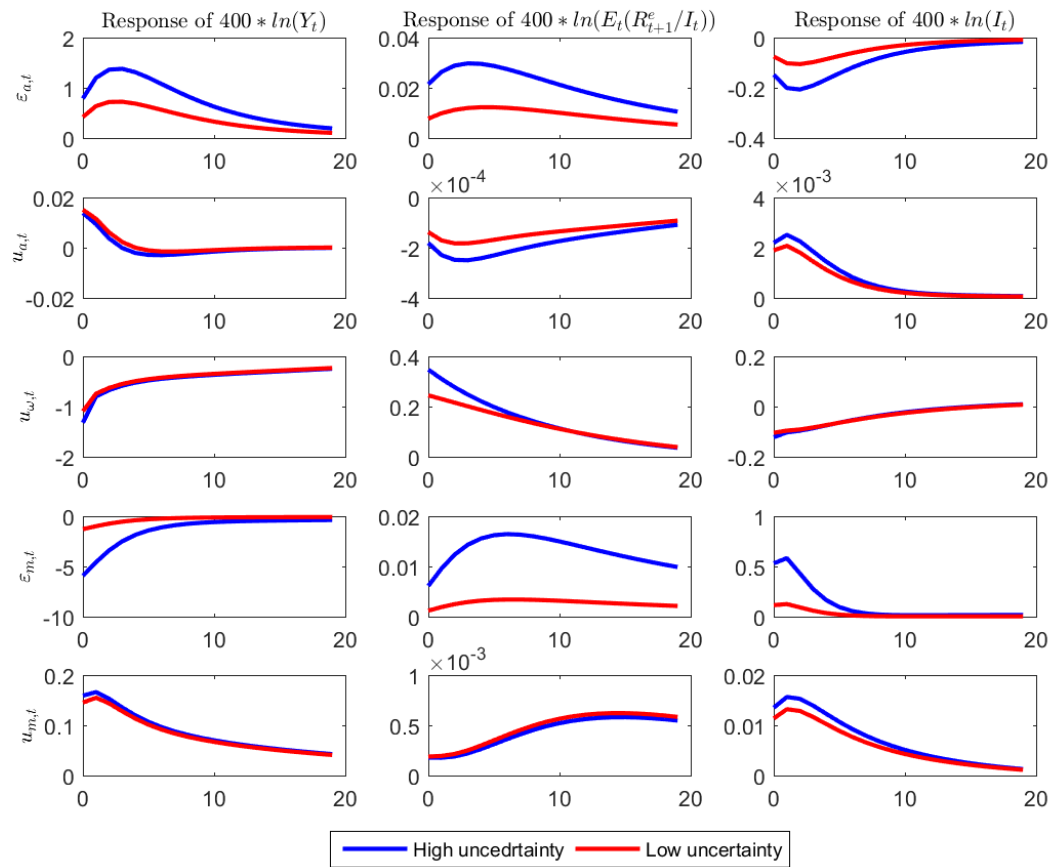 Response of 400 ∗ ln(Y_t) Response of 400 ∗ ln(E_t(R^e_{t+1}/I_t)) Response of 400 ∗ ln(I_t)
ε_{a,t}
2
1
0
0 10 20
0.04
0.02
0
0 10 20
0
-0.2
-0.4
0 10 20
u_{a,t}
0.02
0
-0.02
0 10 20
×10^{-4}
0
-2
-4
0 10 20
×10^{-3}
4
2
0
0 10 20
u_{ω,t}
0
-1
-2
0 10 20
0.4
0.2
0
0 10 20
0.2
0
-0.2
0 10 20
ε_{m,t}
0
-5
-10
0 10 20
0.02
0.01
0
0 10 20
1
0.5
0
0 10 20
u_{m,t}
0.2
0.1
0
0 10 20
×10^{-3}
1
0.5
0
0 10 20
0.02
0.01
0
0 10 20
High uncedrtainty Low uncertainty